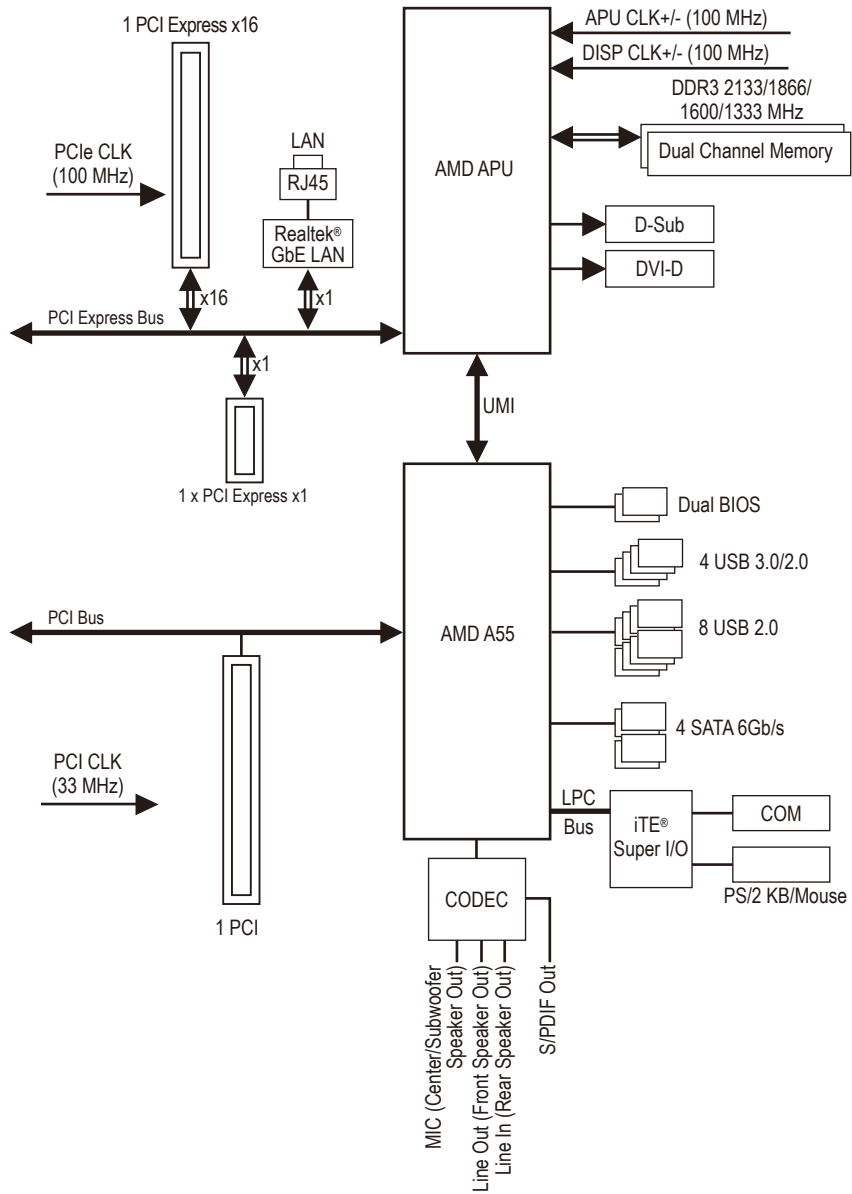 1 PCI Express x16
APU CLK+/- (100 MHz)
DISP CLK+/- (100 MHz)
DDR3 2133/1866/
1600/1333 MHz
Dual Channel Memory
PCIe CLK
(100 MHz)
LAN
RJ45
Realtek®
GbE LAN
AMD APU
D-Sub
DVI-D
x16
x1
PCI Express Bus
x1
1 x PCI Express x1
UMI
Dual BIOS
4 USB 3.0/2.0
8 USB 2.0
AMD A55
PCI Bus
4 SATA 6Gb/s
PCI CLK
(33 MHz)
LPC
Bus
iTE®
Super I/O
COM
PS/2 KB/Mouse
1 PCI
CODEC
MIC (Center/Subwoofer
Speaker Out)
Line Out (Front Speaker Out)
Line In (Rear Speaker Out)
S/PDIF Out